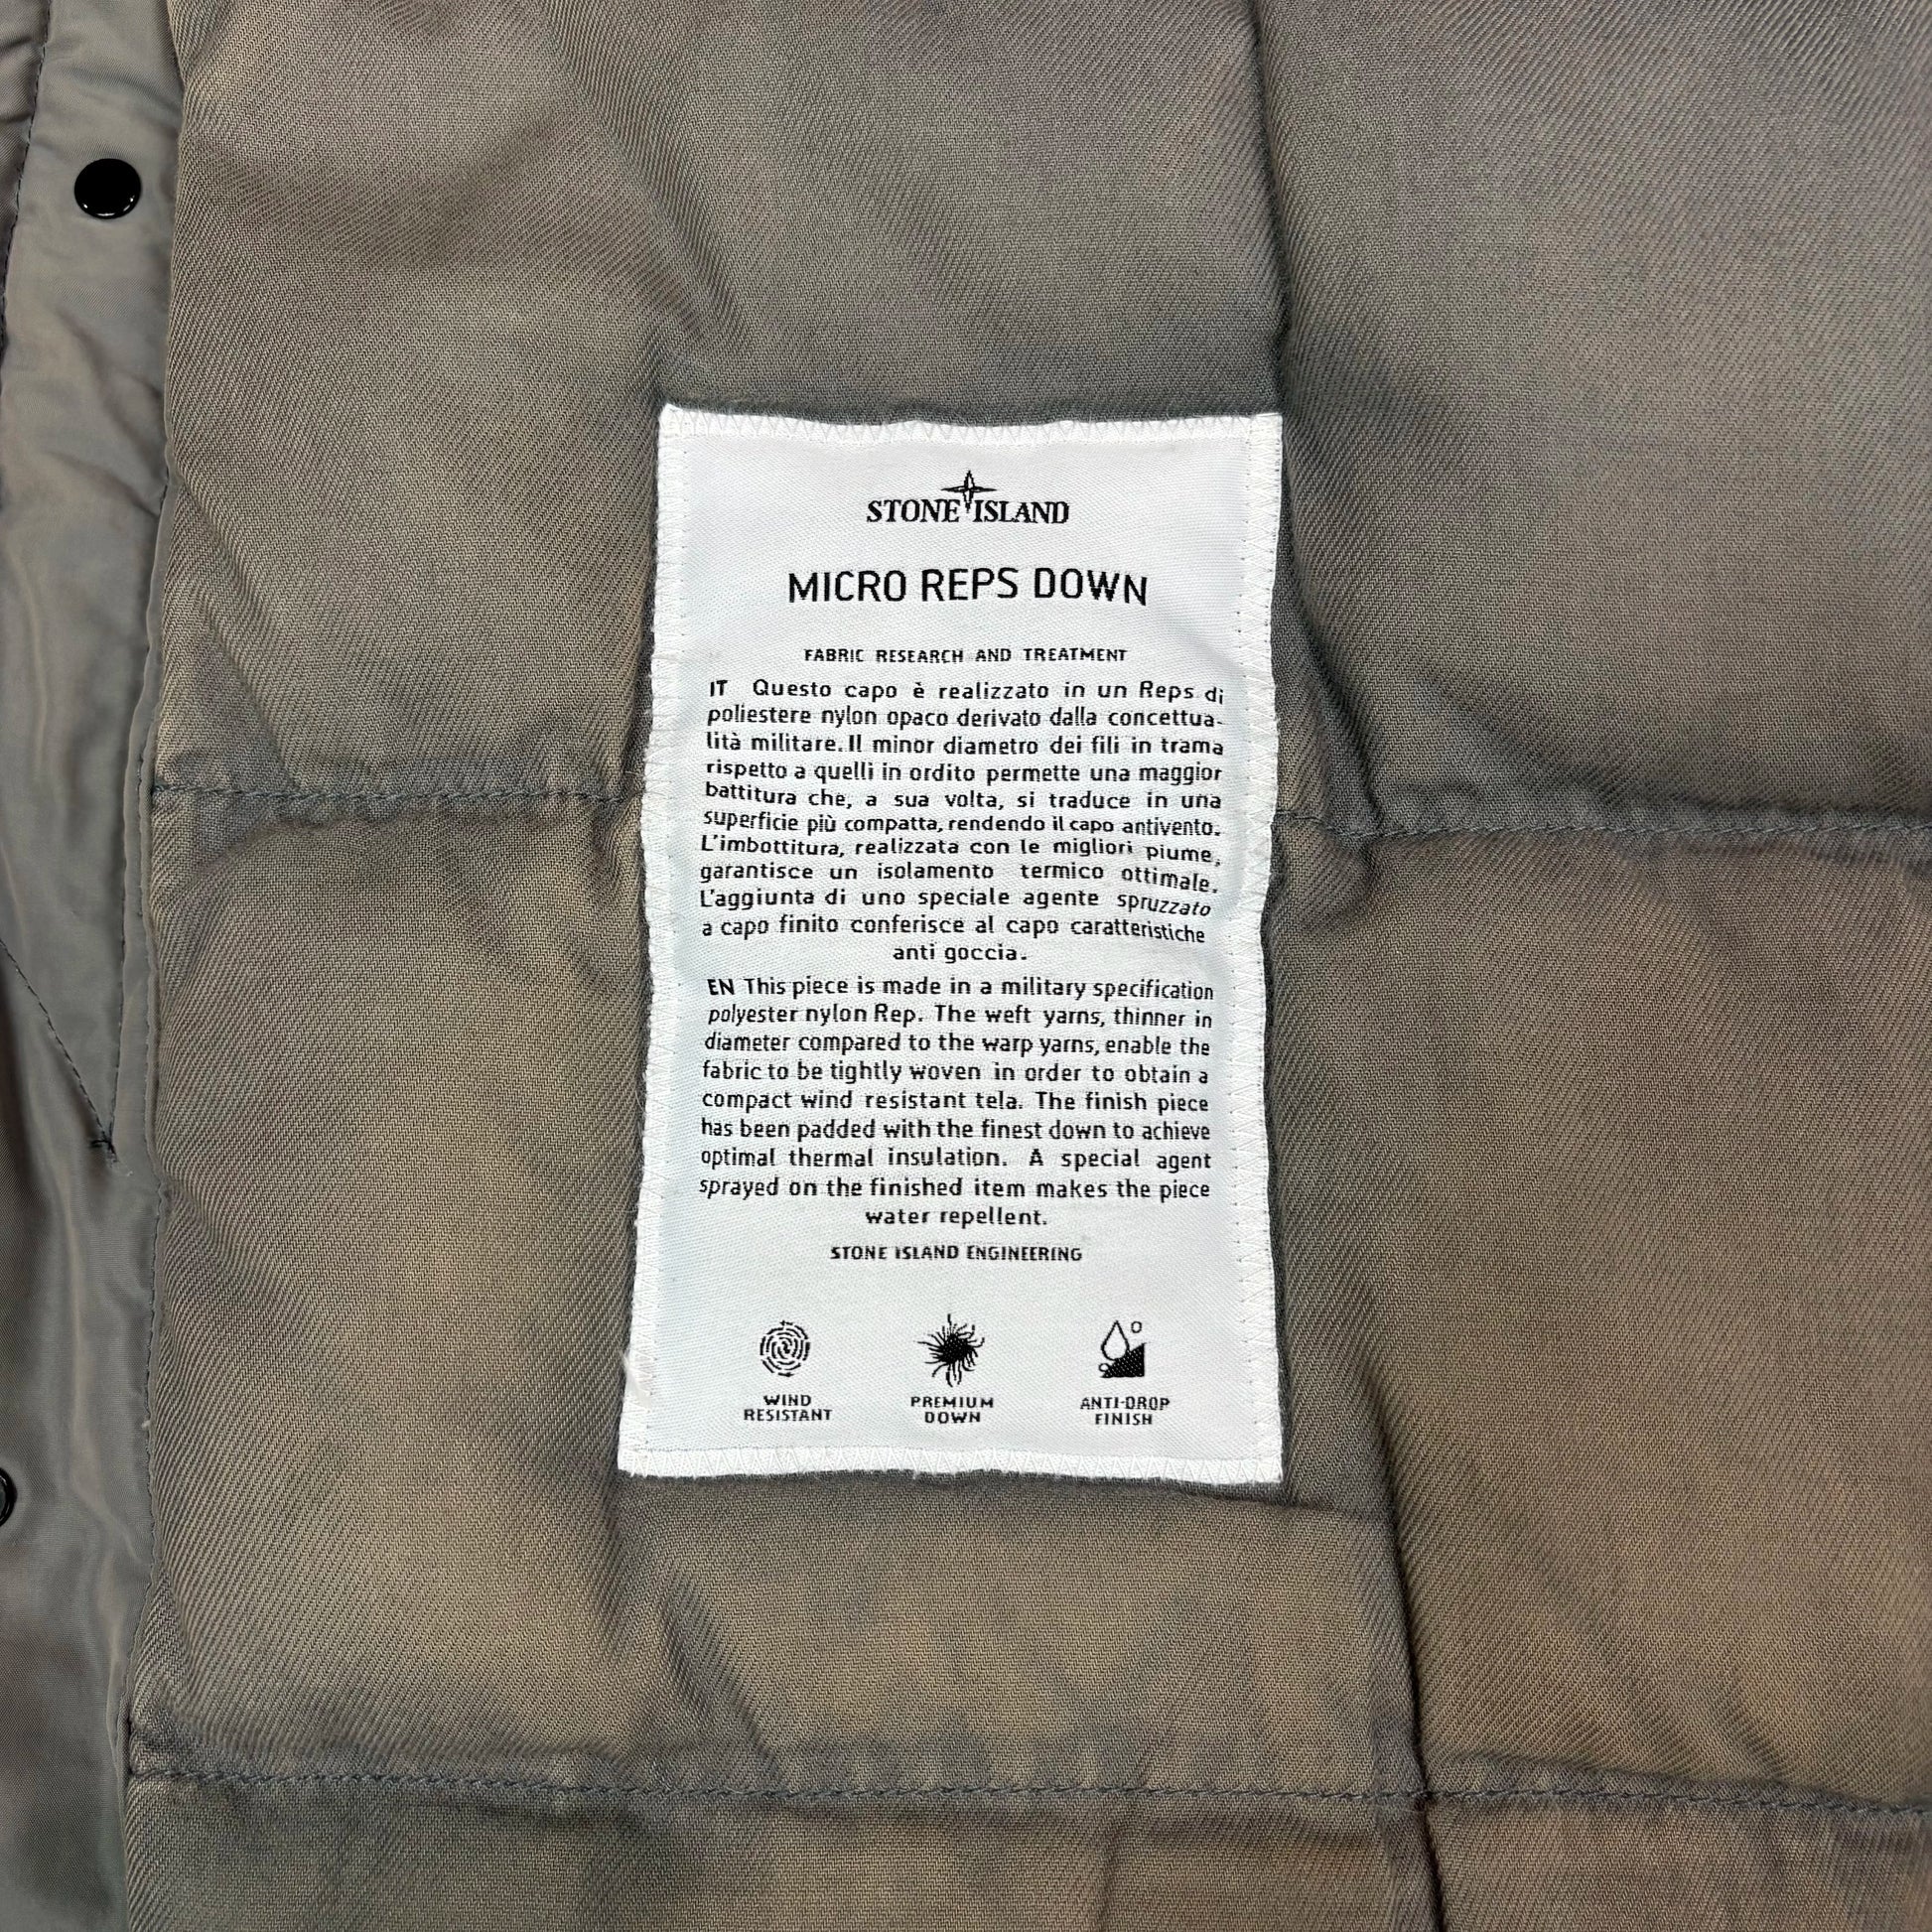 STONE ISLAND
MICRO REPS DOWN
FABRIC RESEARCH AND TREATMENT
IT Questo capo è realizzato in un Reps di
poliestere nylon opaco derivato dalla concettua-
lità militare. Il minor diametro dei fili in trama
rispetto a quelli in ordito permette una maggior
battitura che, a sua volta, si traduce in una
superficie più compatta, rendendo il capo antivento.
L'imbottitura, realizzata con le migliori piume,
garantisce un isolamento termico ottimale.
L'aggiunta di uno speciale agente spruzzato
a capo finito conferisce al capo caratteristiche
anti goccia.
EN This piece is made in a military specification
polyester nylon Rep. The weft yarns, thinner in
diameter compared to the warp yarns, enable the
fabric to be tightly woven in order to obtain a
compact wind resistant tela. The finish piece
has been padded with the finest down to achieve
optimal thermal insulation. A special agent
sprayed on the finished item makes the piece
water repellent.
STONE ISLAND ENGINEERING
WIND
RESISTANT
PREMIUM
DOWN
ANTI-DROP
FINISH